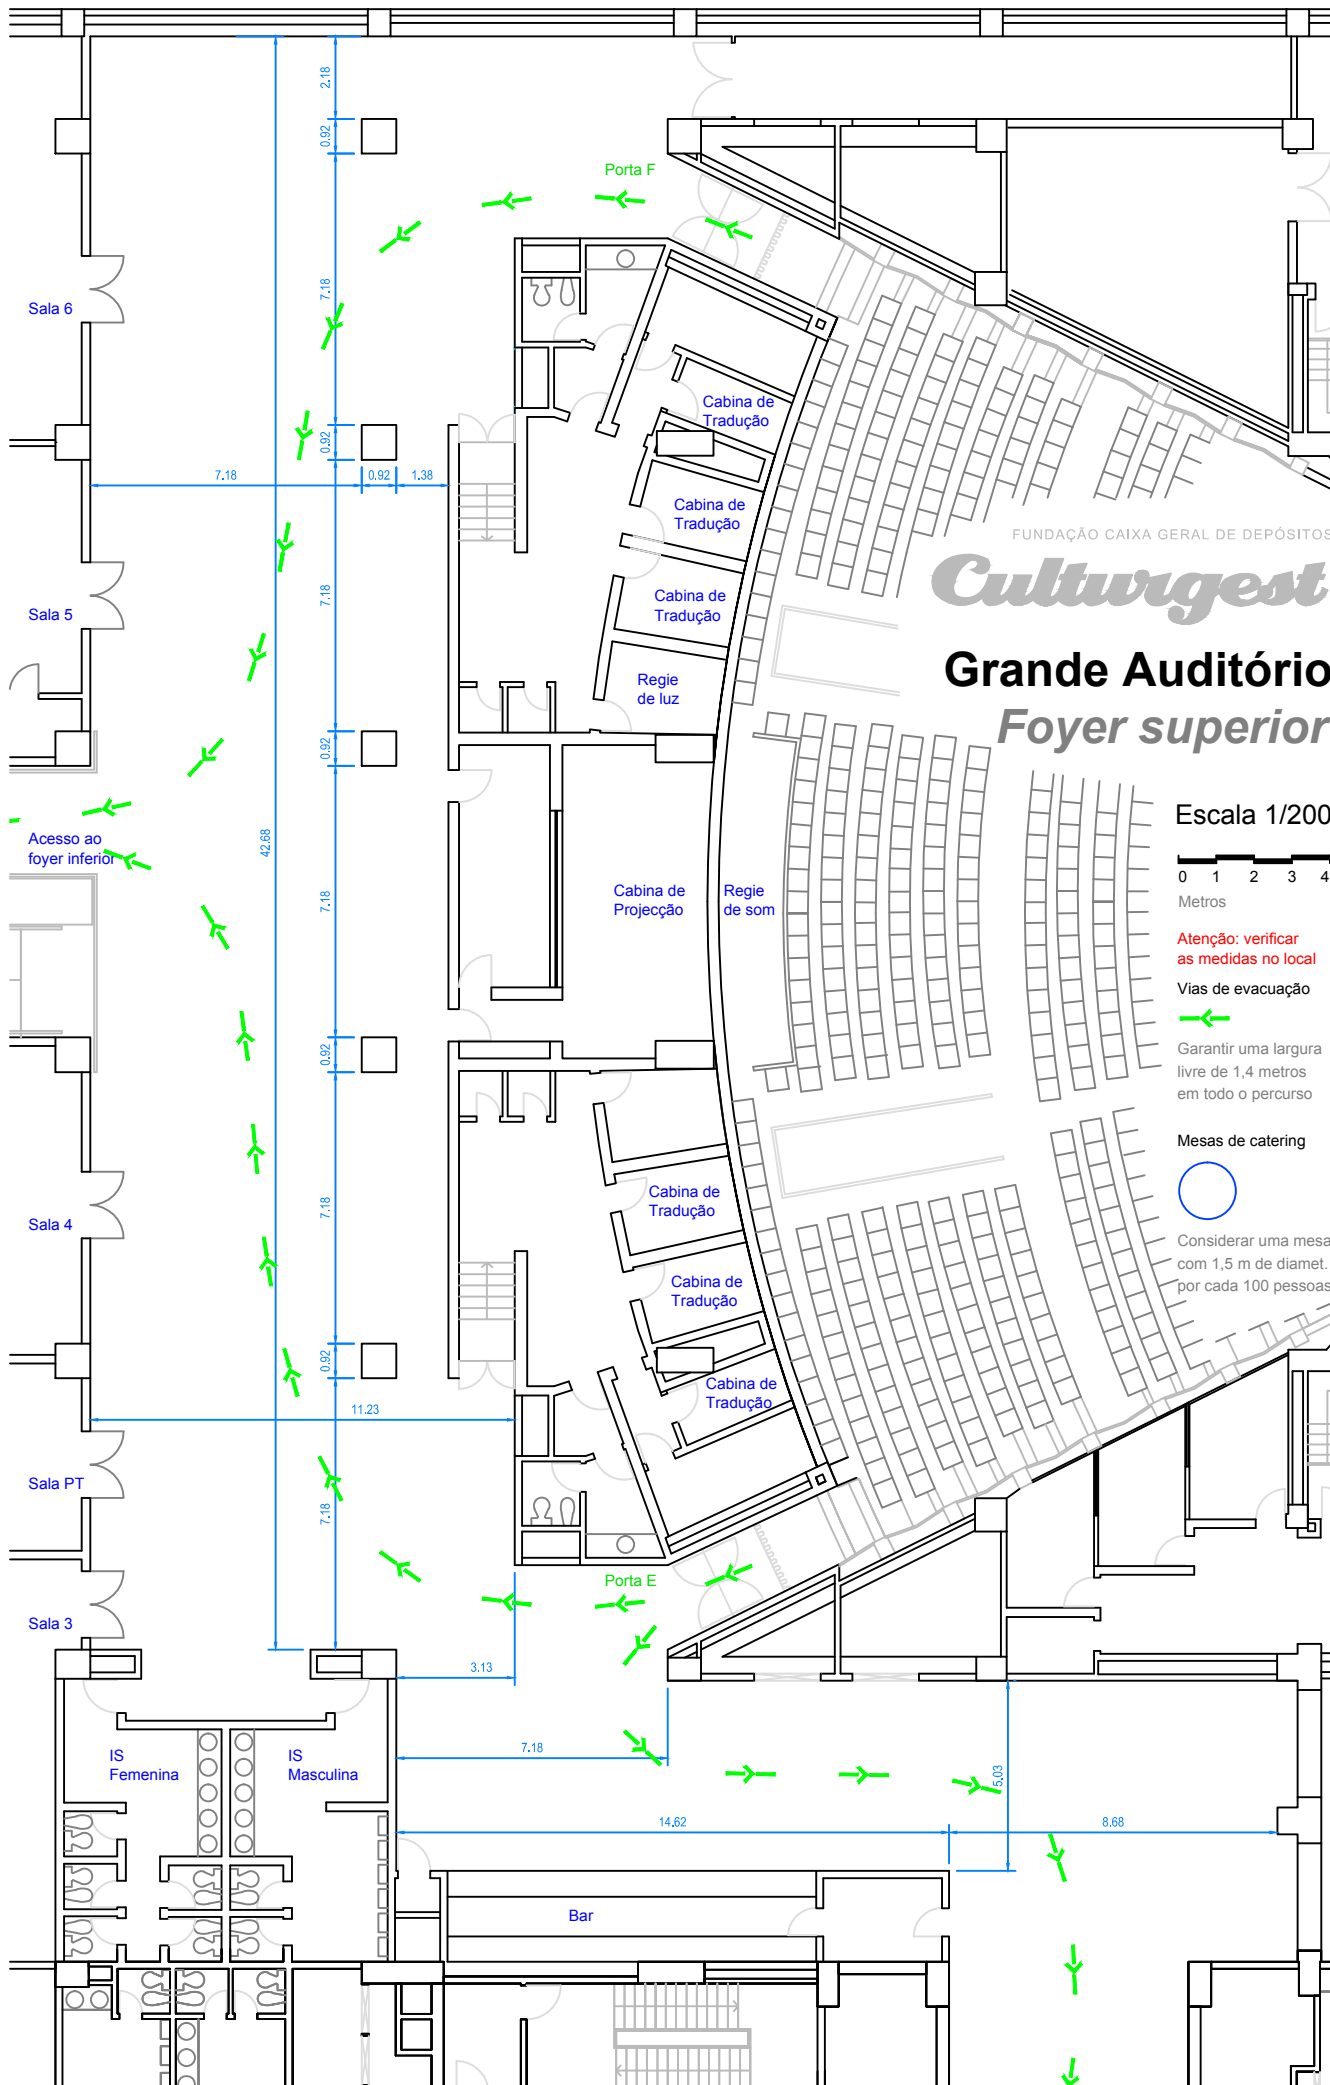 2.18
0.92
Porta F
7.18
Sala 6
Cabina de
Tradução
0.92
7.18
0.92
1.38
Cabina de
Tradução
FUNDAÇÃO CAIXA GERAL DE DEPÓSITOS
Culturgest
7.18
Cabina de
Tradução
Sala 5
Grande Auditório
Regie
de luz
Foyer superior
0.92
Escala 1/200
Acesso ao
foyer inferior
42.68
0 1 2 3 4
Metros
7.18
Cabina de
Projecção
Regie
de som
Atenção: verificar
as medidas no local
Vias de evacuação
0.92
Garantir uma largura
livre de 1,4 metros
em todo o percurso
Mesas de catering
7.18
Cabina de
Tradução
Sala 4
Considerar uma mesa
com 1,5 m de diamet.
por cada 100 pessoas
Cabina de
Tradução
0.92
Cabina de
Tradução
11.23
Sala PT
7.18
Porta E
Sala 3
3.13
7.18
IS
Femenina
IS
Masculina
5.03
14.62
8.68
Bar